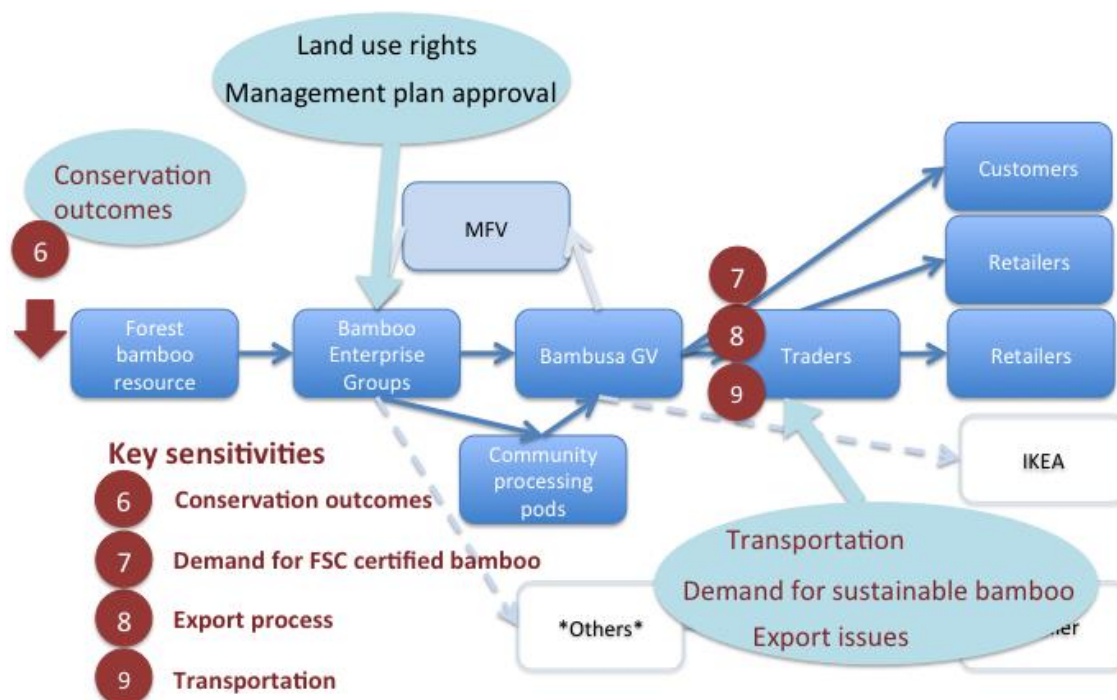 Land use rights
Management plan approval
Conservation
outcomes
6
MFV
Customers
Retailers
7
8
9
Forest
bamboo
resource
Bamboo
Enterprise
Groups
Bambusa GV
Traders
Retailers
Community
processing
pods
IKEA
Key sensitivities
6 Conservation outcomes
7 Demand for FSC certified bamboo
8 Export process
9 Transportation
*Others*
Transportation
Demand for sustainable bamboo
Export issues